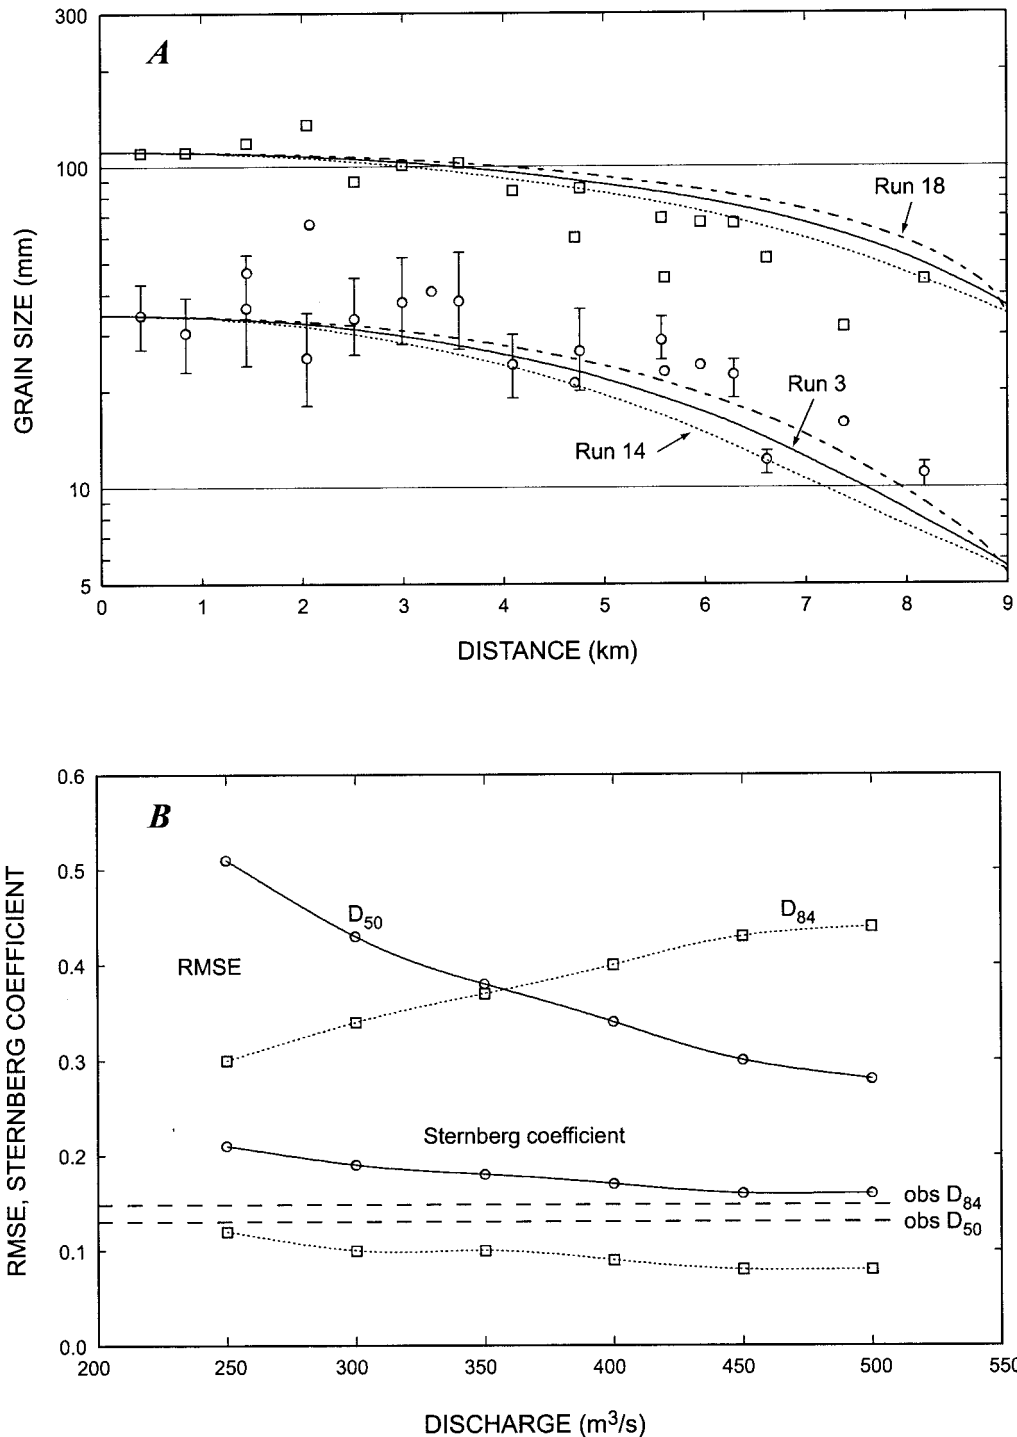 A
300
100
10
5
GRAIN SIZE (mm)
Run 18
Run 3
Run 14
0 1 2 3 4 5 6 7 8 9
DISTANCE (km)
B
0.6
0.5
0.4
0.3
0.2
0.1
0.0
RMSE, STERNBERG COEFFICIENT
D50
D84
RMSE
Sternberg coefficient
obs D84
obs D50
200 250 300 350 400 450 500 550
DISCHARGE (m³/s)